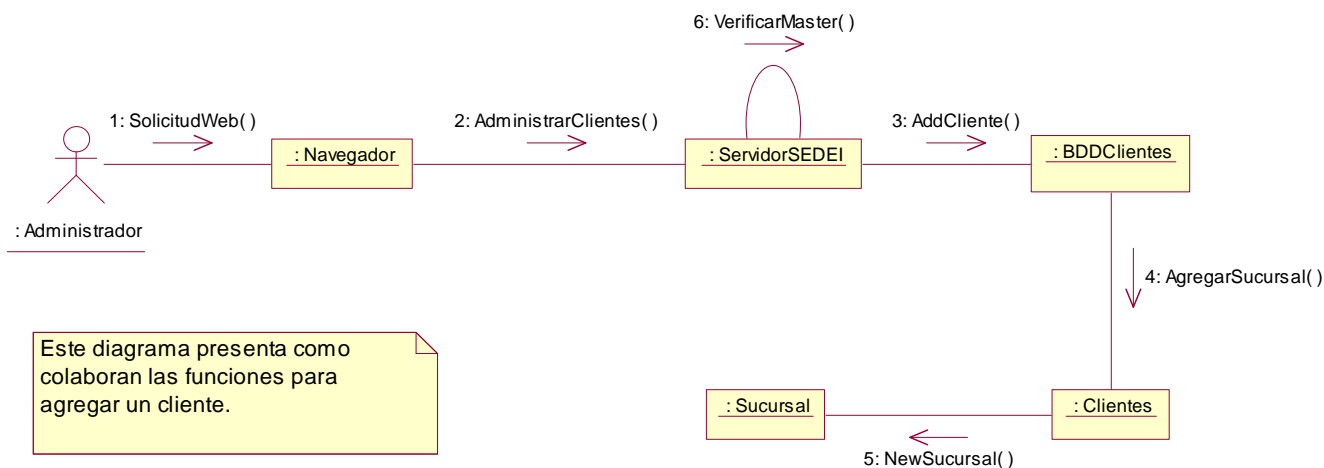 6: VerificarMaster( )
1: SolicitudWeb( )
2: AdministrarClientes( )
3: AddCliente( )
: Navegador
: ServidorSEDEI
: BDDClientes
: Administrador
4: AgregarSucursal( )
Este diagrama presenta como
colaboran las funciones para
agregar un cliente.
: Sucursal
: Clientes
5: NewSucursal( )